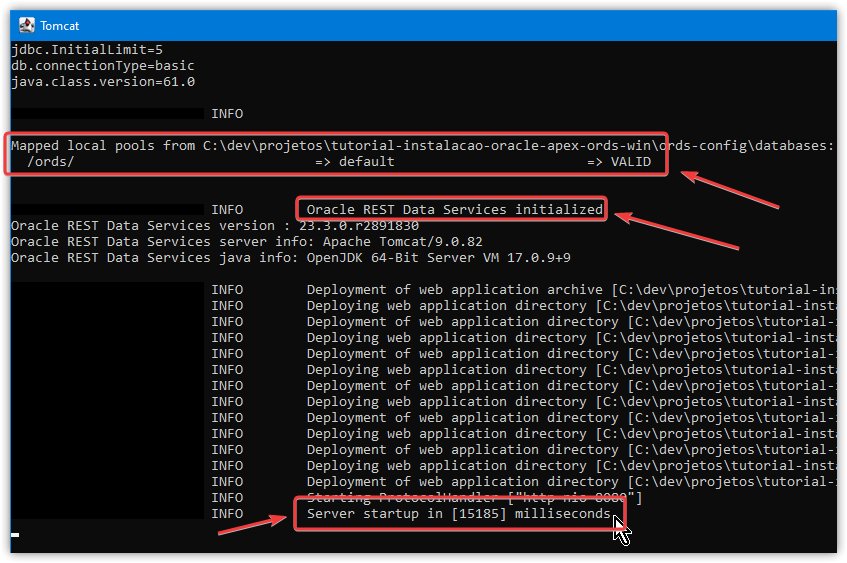 Tomcat
jdbc.InitialLimit=5
db.connectionType=basic
java.class.version=61.0
INFO
Mapped local pools from C:\dev\projetos\tutorial-instalacao-oracle-apex-ords-win\ords-config\databases:
/ords/ => default => VALID
INFO Oracle REST Data Services initialized
Oracle REST Data Services version : 23.3.0.r2891830
Oracle REST Data Services server info: Apache Tomcat/9.0.82
Oracle REST Data Services java info: OpenJDK 64-Bit Server VM 17.0.9+9
INFO Deployment of web application archive [C:\dev\projetos\tutorial-ins
INFO Deploying web application directory [C:\dev\projetos\tutorial-insta
INFO Deployment of web application directory [C:\dev\projetos\tutorial-i
INFO Deploying web application directory [C:\dev\projetos\tutorial-insta
INFO Deployment of web application directory [C:\dev\projetos\tutorial-i
INFO Deploying web application directory [C:\dev\projetos\tutorial-insta
INFO Deployment of web application directory [C:\dev\projetos\tutorial-i
INFO Deploying web application directory [C:\dev\projetos\tutorial-insta
INFO Deployment of web application directory [C:\dev\projetos\tutorial-i
INFO Deploying web application directory [C:\dev\projetos\tutorial-insta
INFO Deployment of web application directory [C:\dev\projetos\tutorial-i
INFO Deploying web application directory [C:\dev\projetos\tutorial-insta
INFO Deployment of web application directory [C:\dev\projetos\tutorial-i
INFO Starting ProtocolHandler ["http-nio-8080"]
INFO Server startup in [15185] milliseconds